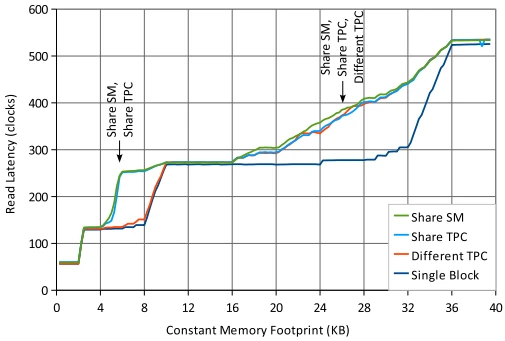 600
500
400
300
200
100
0
Read Latency (clocks)
Share SM,
Share TPC
Share SM,
Share TPC,
Different TPC
Share SM
Share TPC
Different TPC
Single Block
0 4 8 12 16 20 24 28 32 36 40
Constant Memory Footprint (KB)